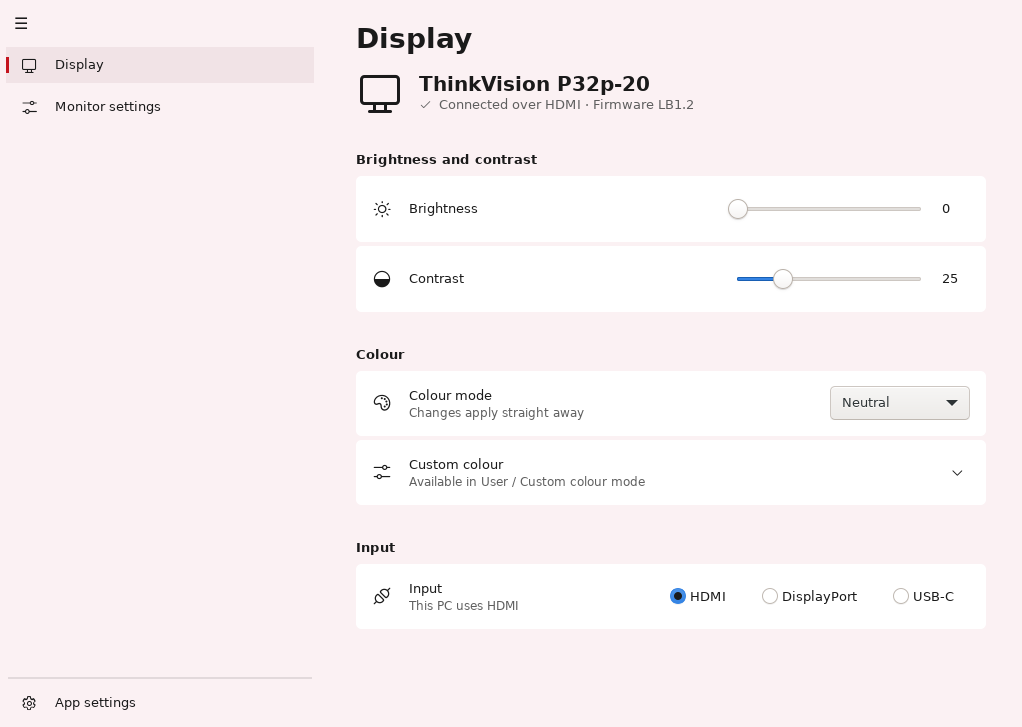 Display
Monitor settings
App settings
Display
ThinkVision P32p-20
Connected over HDMI · Firmware LB1.2
Brightness and contrast
Brightness
0
Contrast
25
Colour
Colour mode
Changes apply straight away
Neutral
Custom colour
Available in User / Custom colour mode
Input
Input
This PC uses HDMI
HDMI
DisplayPort
USB-C